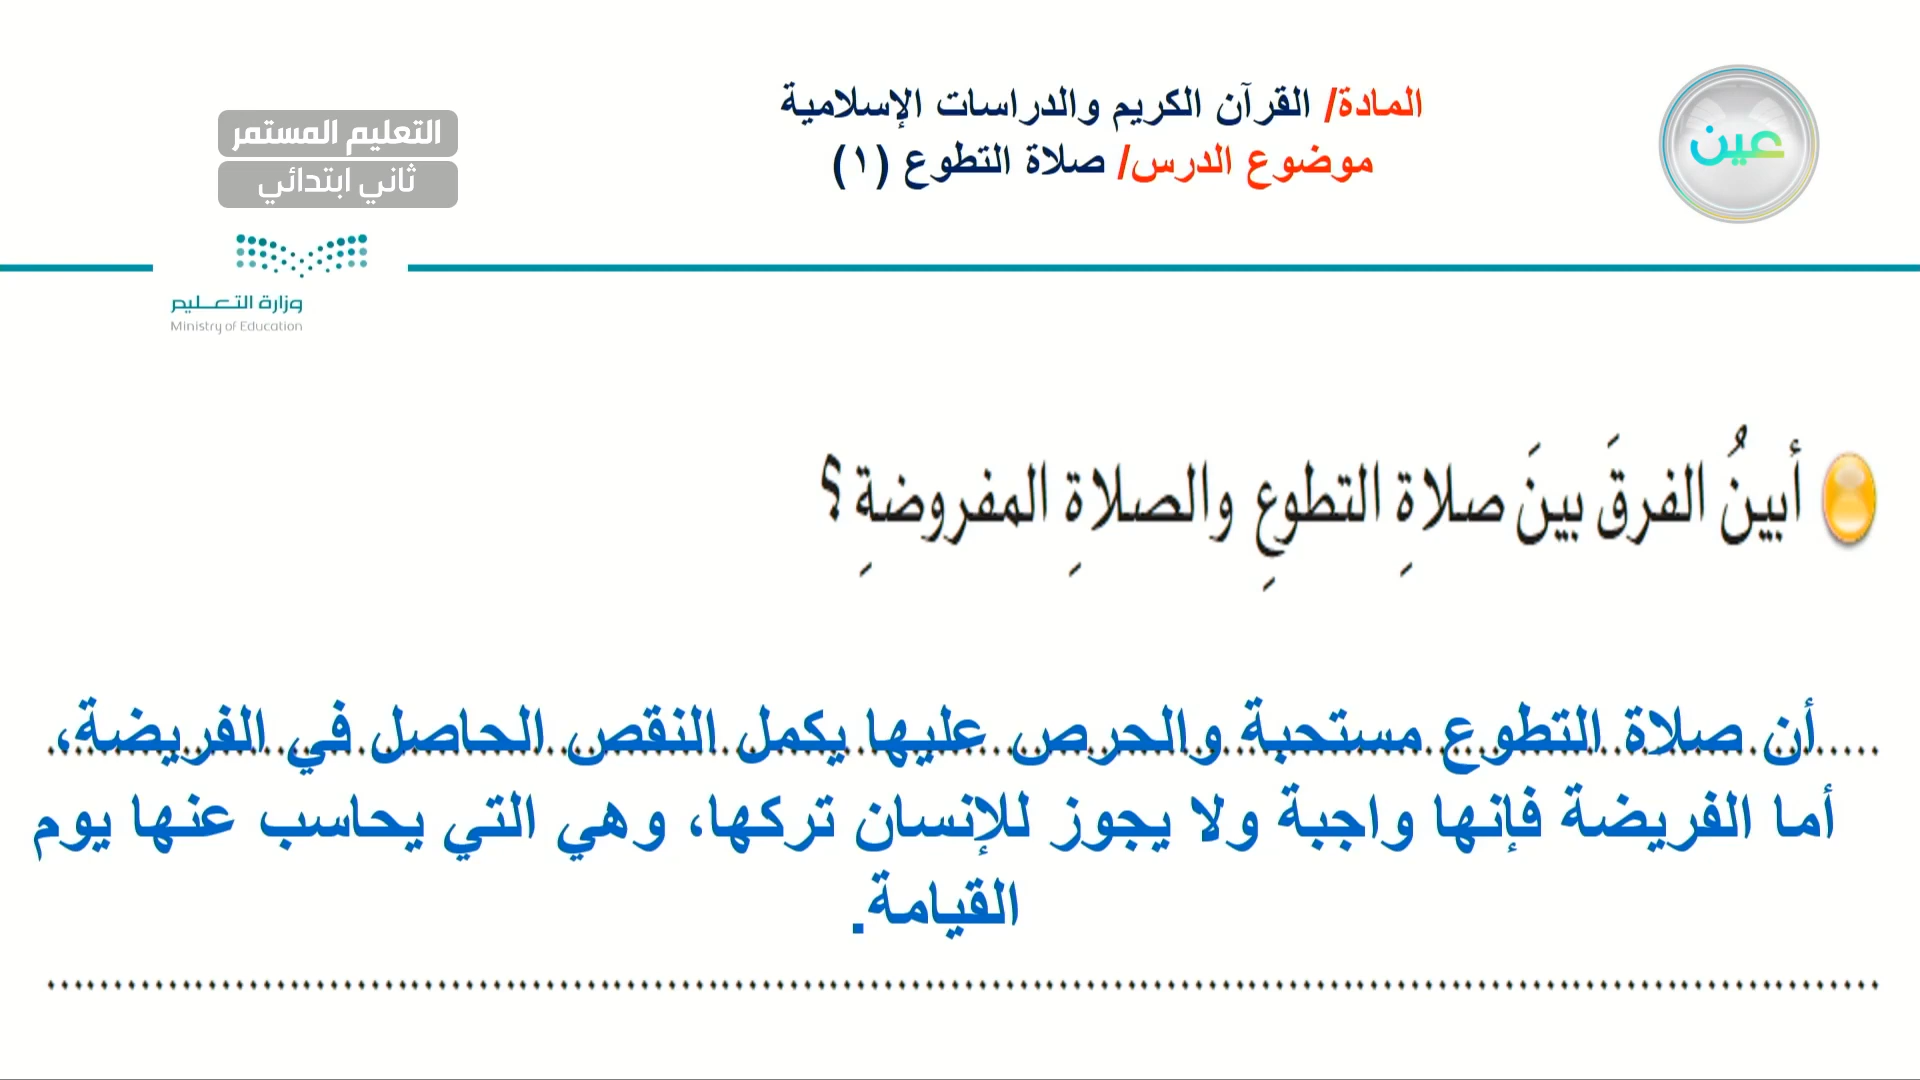 المادة/ القرآن الكريم والدراسات الإسلامية
موضوع الدرس/ صلاة التطوع (١)
عين
التعليم المستمر
ثاني ابتدائي
وزارة التعـليم
Ministry of Education
أبينُ الفرقَ بينَ صلاةِ التطوعِ والصلاةِ المفروضةِ؟
أن صلاة التطوع مستحبة والحرص عليها يكمل النقص الحاصل في الفريضة،
أما الفريضة فإنها واجبة ولا يجوز للإنسان تركها، وهي التي يحاسب عنها يوم
القيامة.